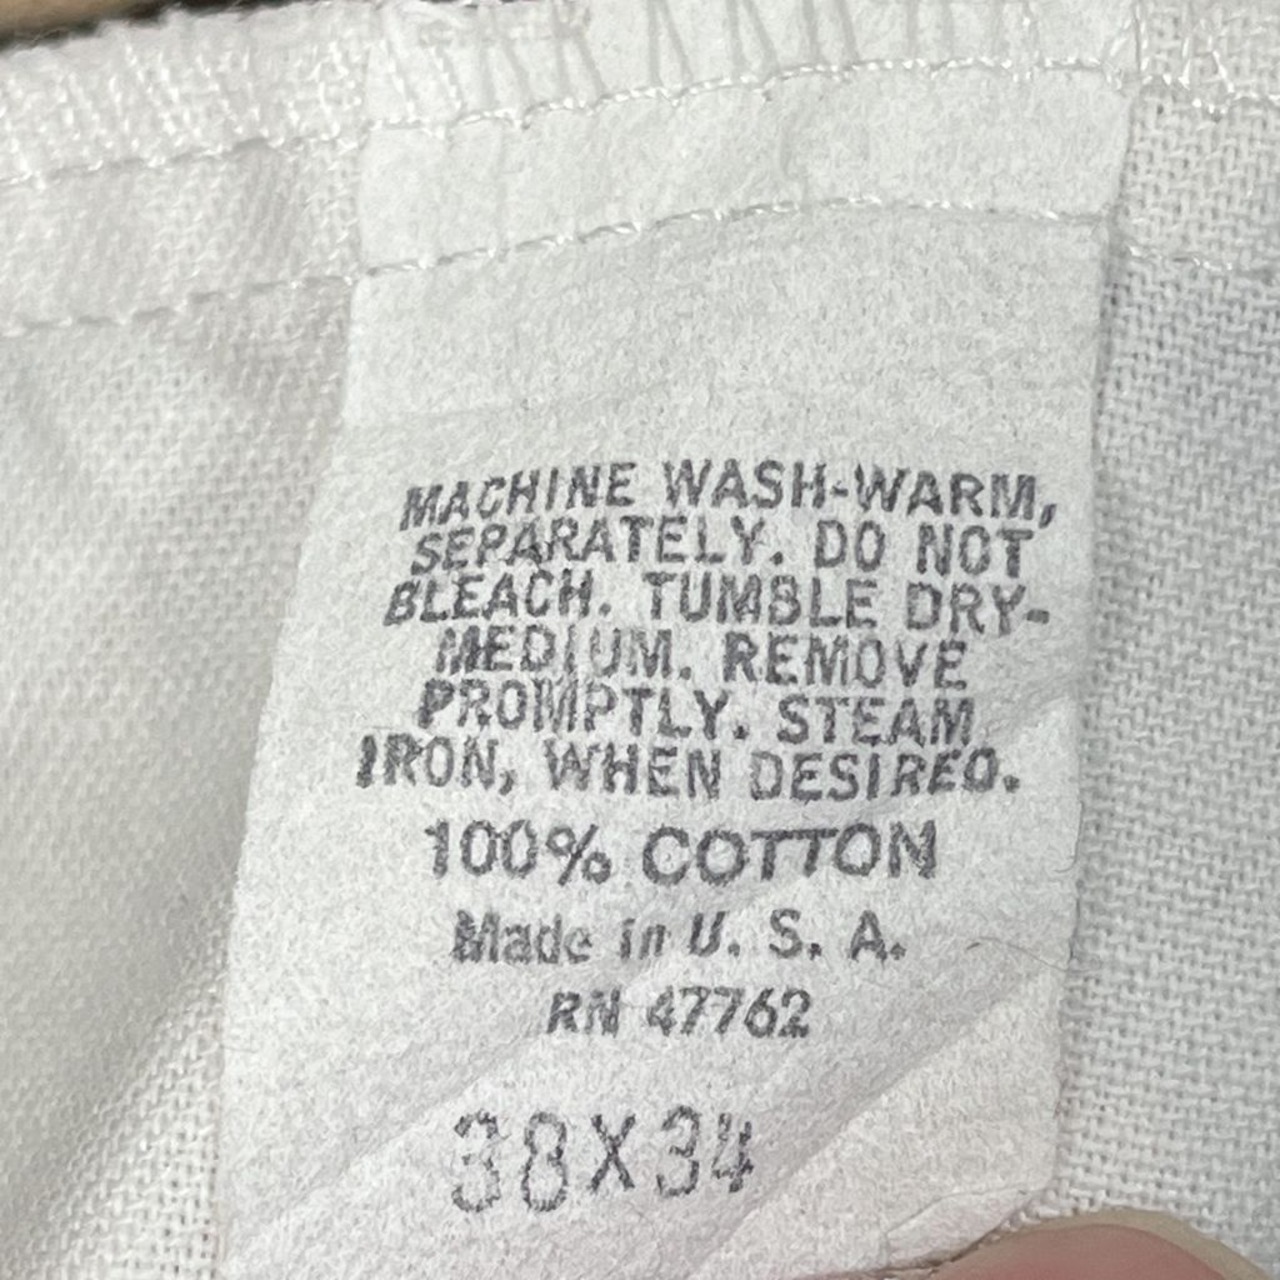 MACHINE WASH-WARM,
SEPARATELY. DO NOT
BLEACH. TUMBLE DRY-
MEDIUM. REMOVE
PROMPTLY. STEAM
IRON, WHEN DESIRED.
100% COTTON
Made in U. S. A.
RN 47762
38X34